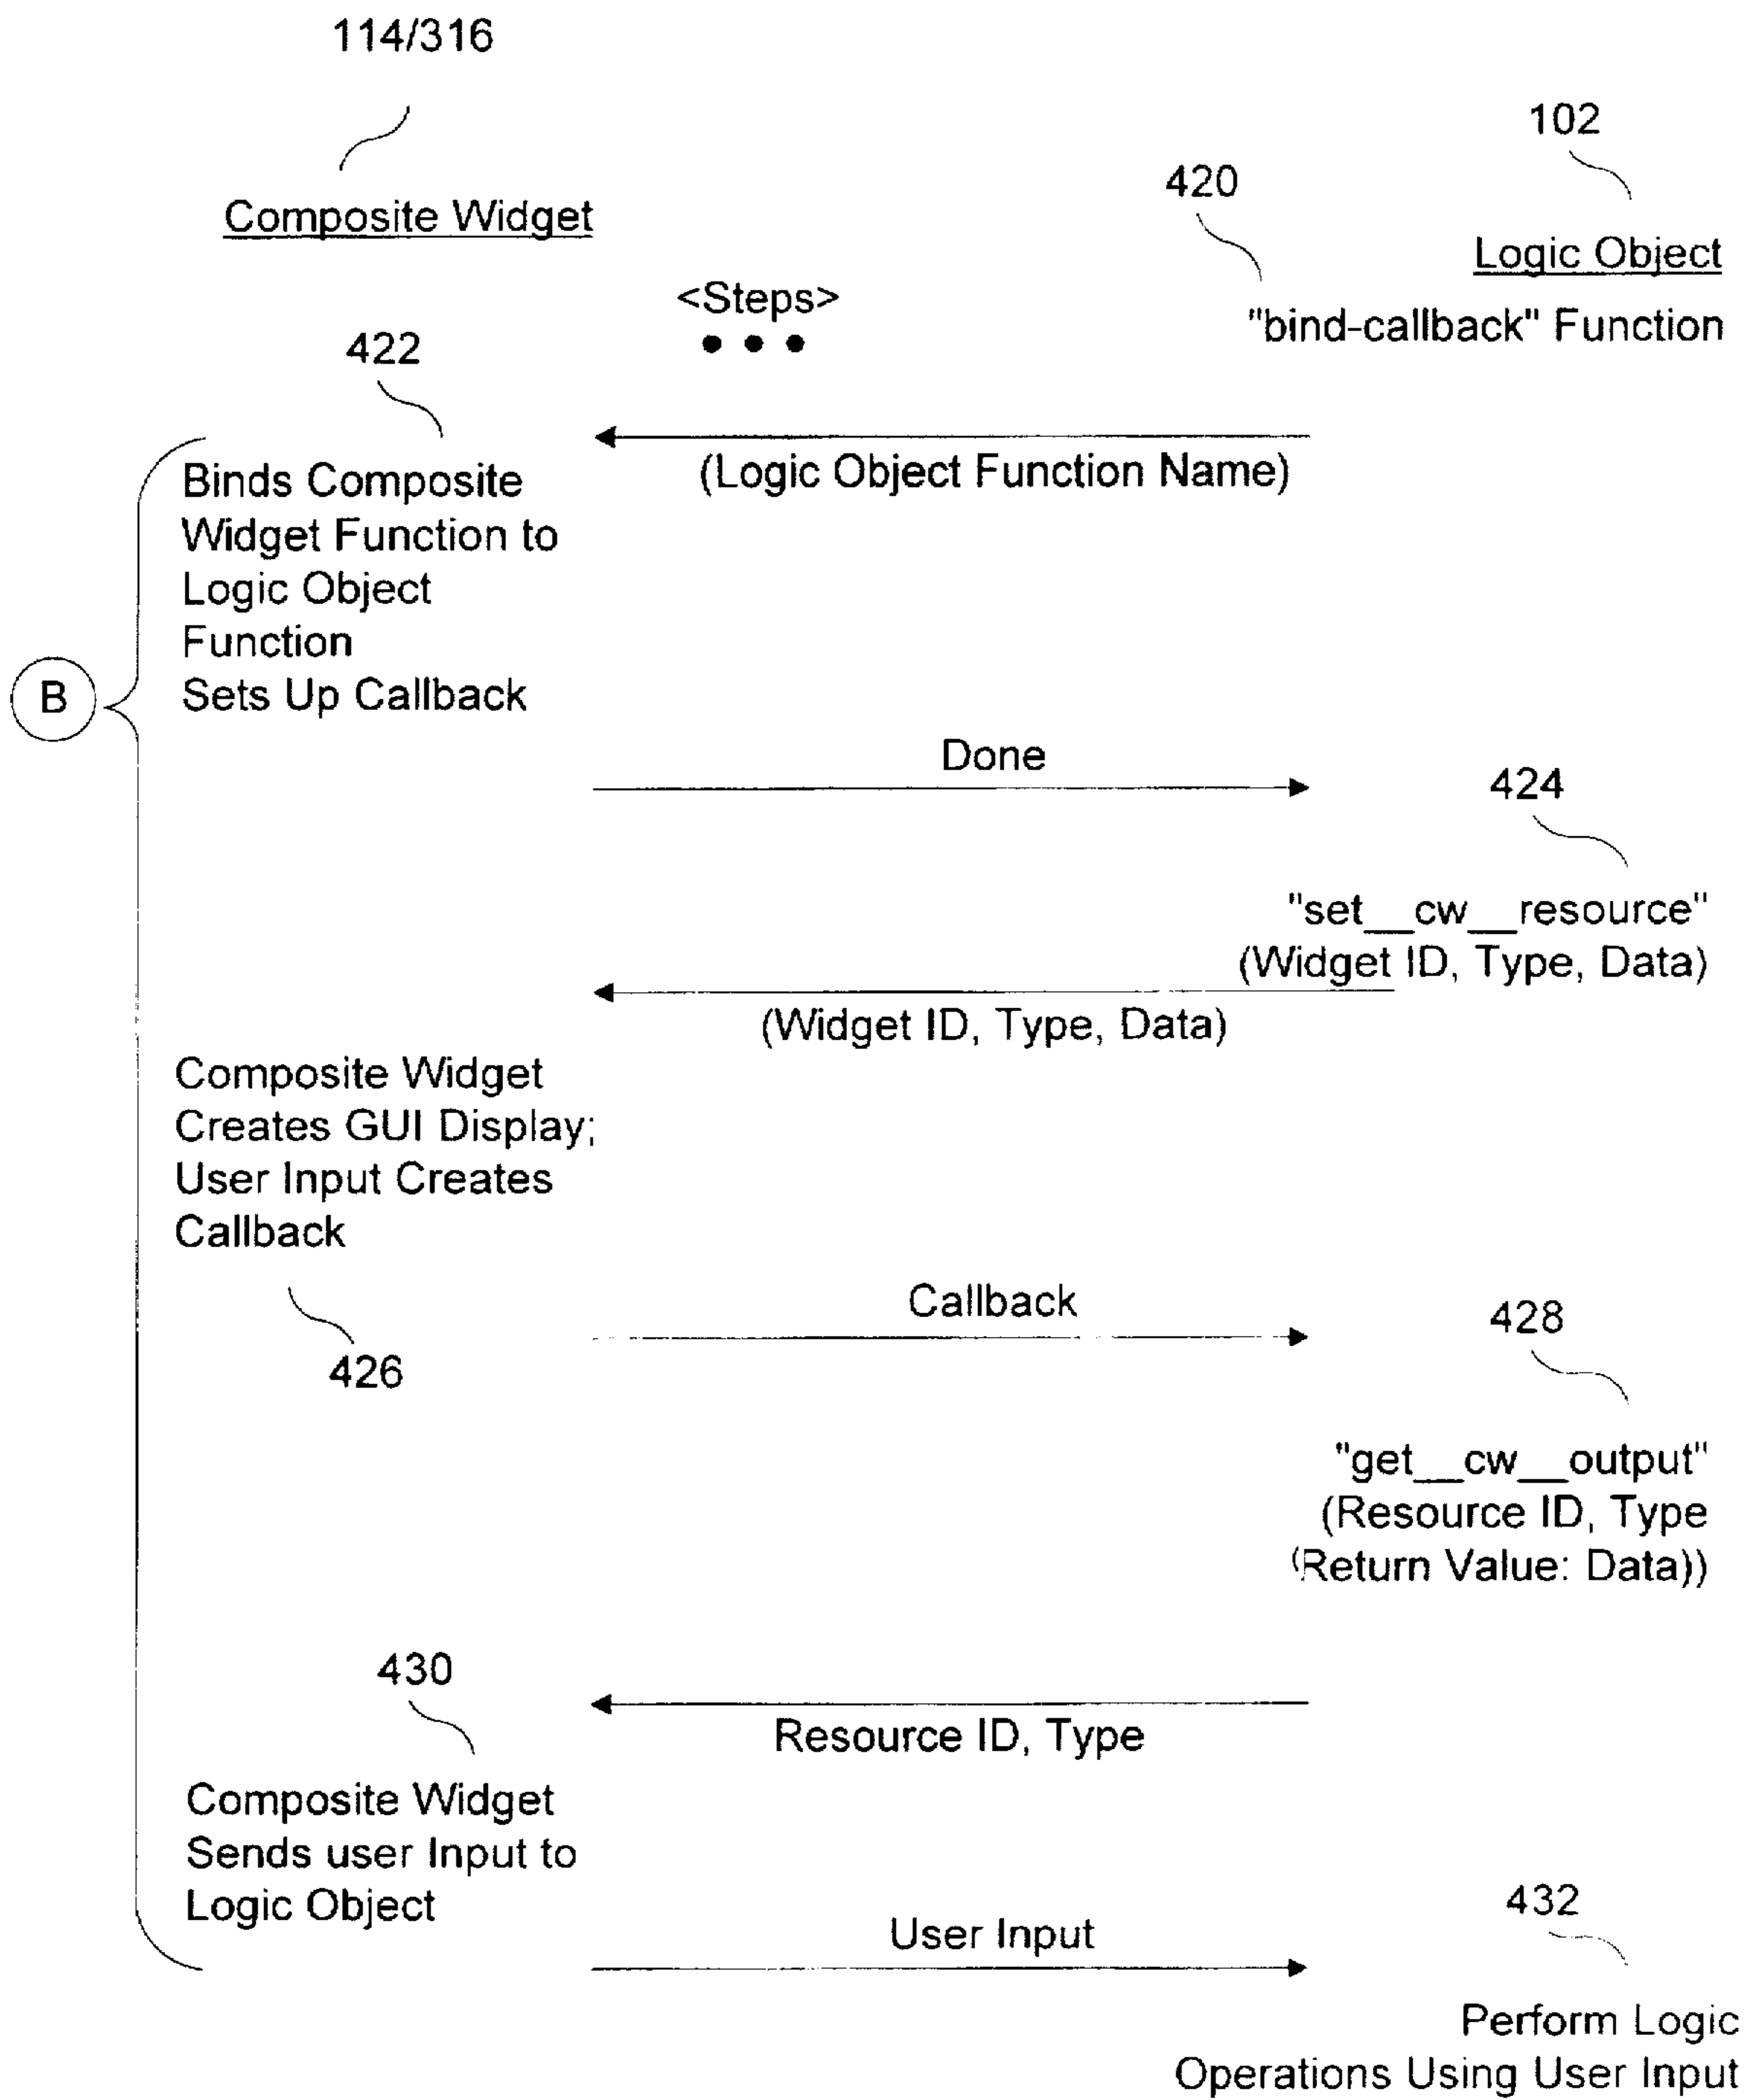 114/316
102
420
Composite Widget
Logic Object
<Steps>
"bind-callback" Function
422
Binds Composite
Widget Function to
Logic Object
Function
Sets Up Callback
(Logic Object Function Name)
B
Done
424
"set__cw__resource"
(Widget ID, Type, Data)
(Widget ID, Type, Data)
Composite Widget
Creates GUI Display;
User Input Creates
Callback
426
Callback
428
"get__cw__output"
(Resource ID, Type
(Return Value: Data))
430
Resource ID, Type
Composite Widget
Sends user Input to
Logic Object
User Input
432
Perform Logic
Operations Using User Input